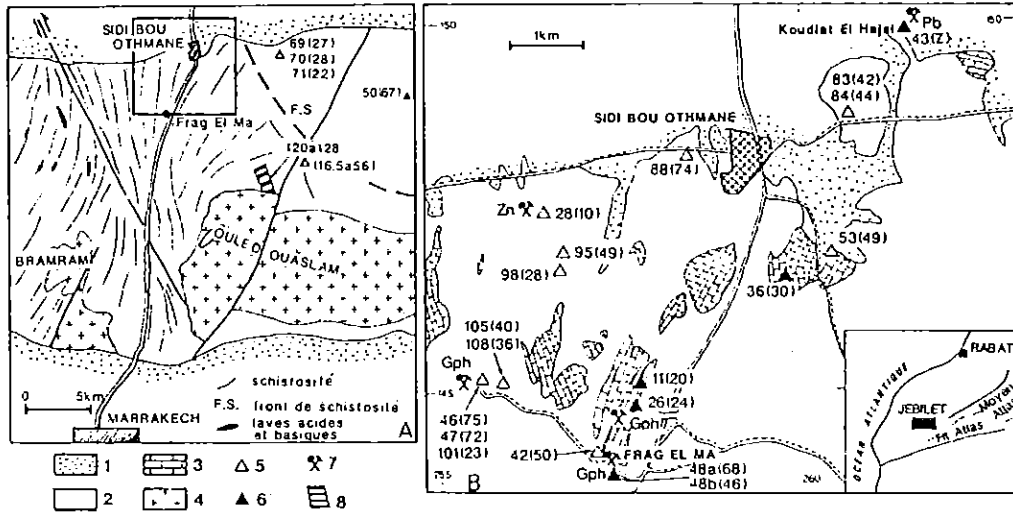 SIDI BOU
OTHMANE
69(27)
70(28)
71(22)
50(67)
F.S.
Frag El Ma
120a128
(16,5a56)
BRAMRAM
OULED
OUASLAM
0 5km
MARRAKECH
schistosité
F.S. front de schistosité
laves acides
et basiques
A
1 3 5 7
2 4 6 8
150
60
1km
Koudiat El Hajel
Pb
43(Z)
83(42)
84(44)
SIDI BOU OTHMANE
88(74)
Zn
28(10)
95(49)
98(28)
53(49)
36(30)
105(40)
108(36)
Gph
145
46(75)
47(72)
101(23)
11(20)
26(24)
Gph
42(50)
FRAG EL MA
Gph
48a(68)
48b(46)
755
B
260
OCEAN ATLANTIQUE
RABAT
JEBILET
Moyen
Atlas
Atlas